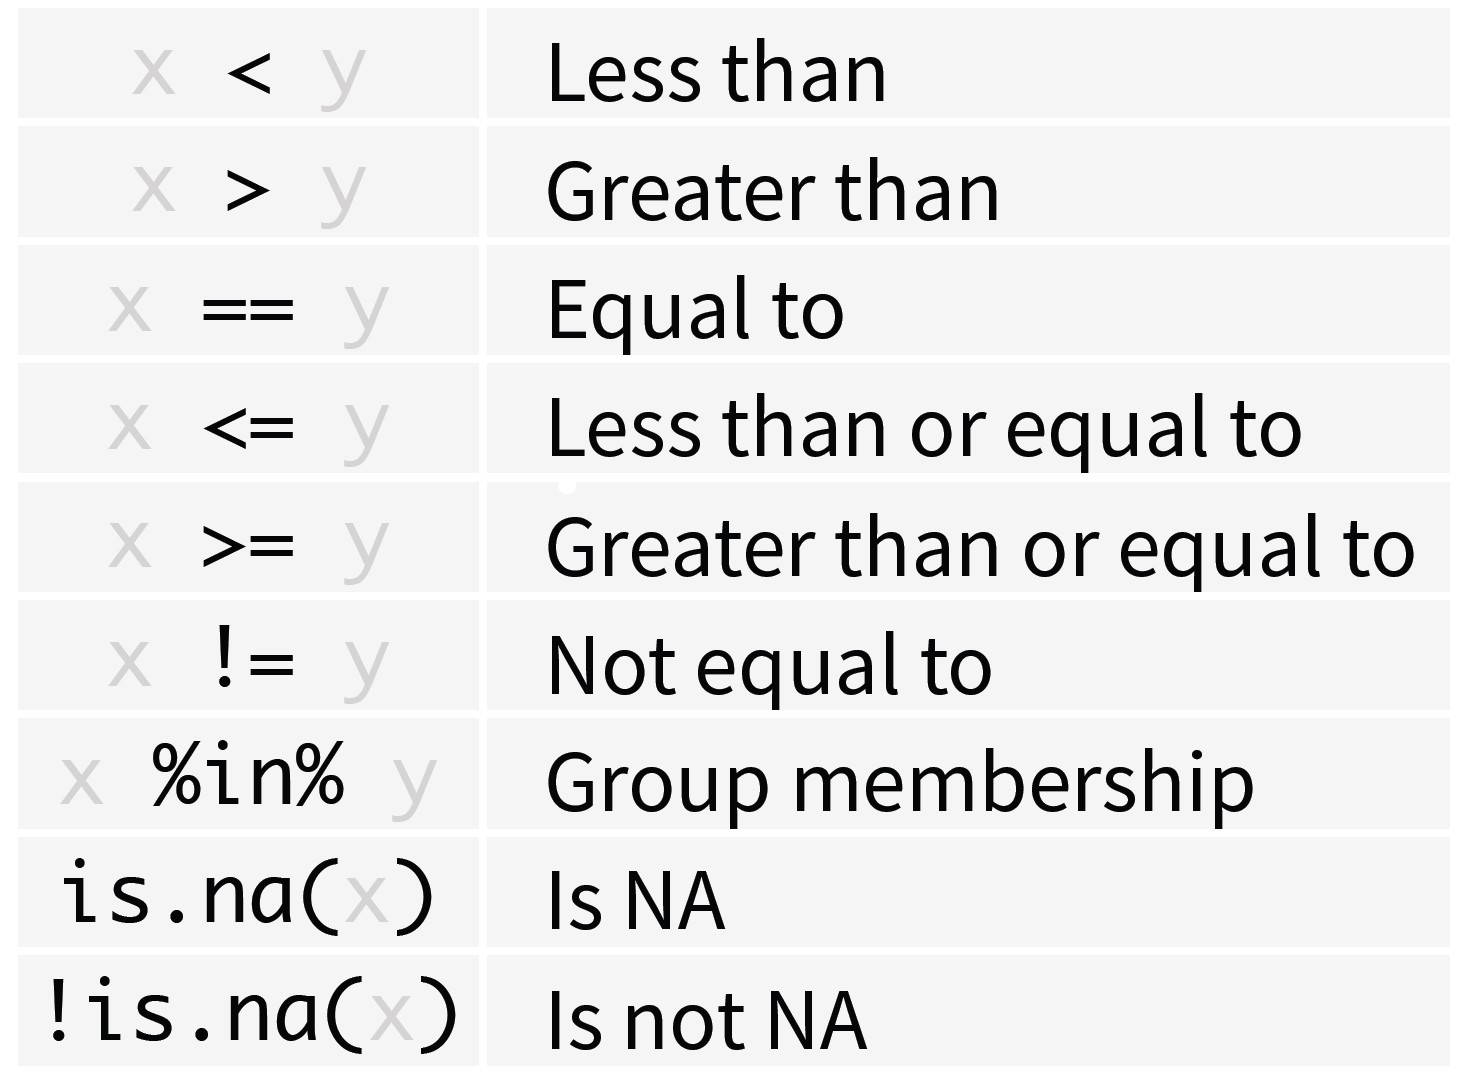 x < y Less than
x > y Greater than
x == y Equal to
x <= y Less than or equal to
x >= y Greater than or equal to
x != y Not equal to
x %in% y Group membership
is.na(x) Is NA
!is.na(x) Is not NA